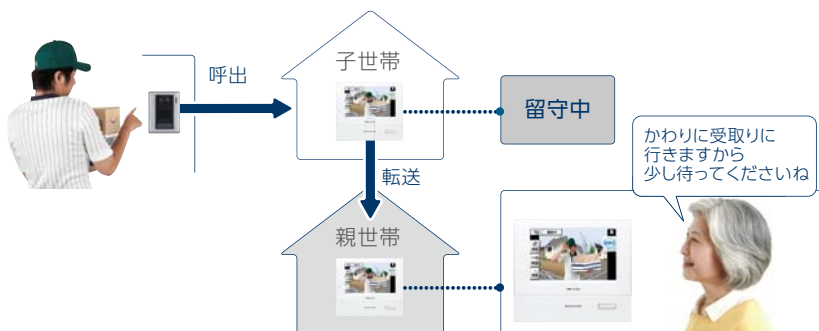 呼出
子世帯
留守中
かわりに受取りに
行きますから
少し待ってくださいね
転送
親世帯